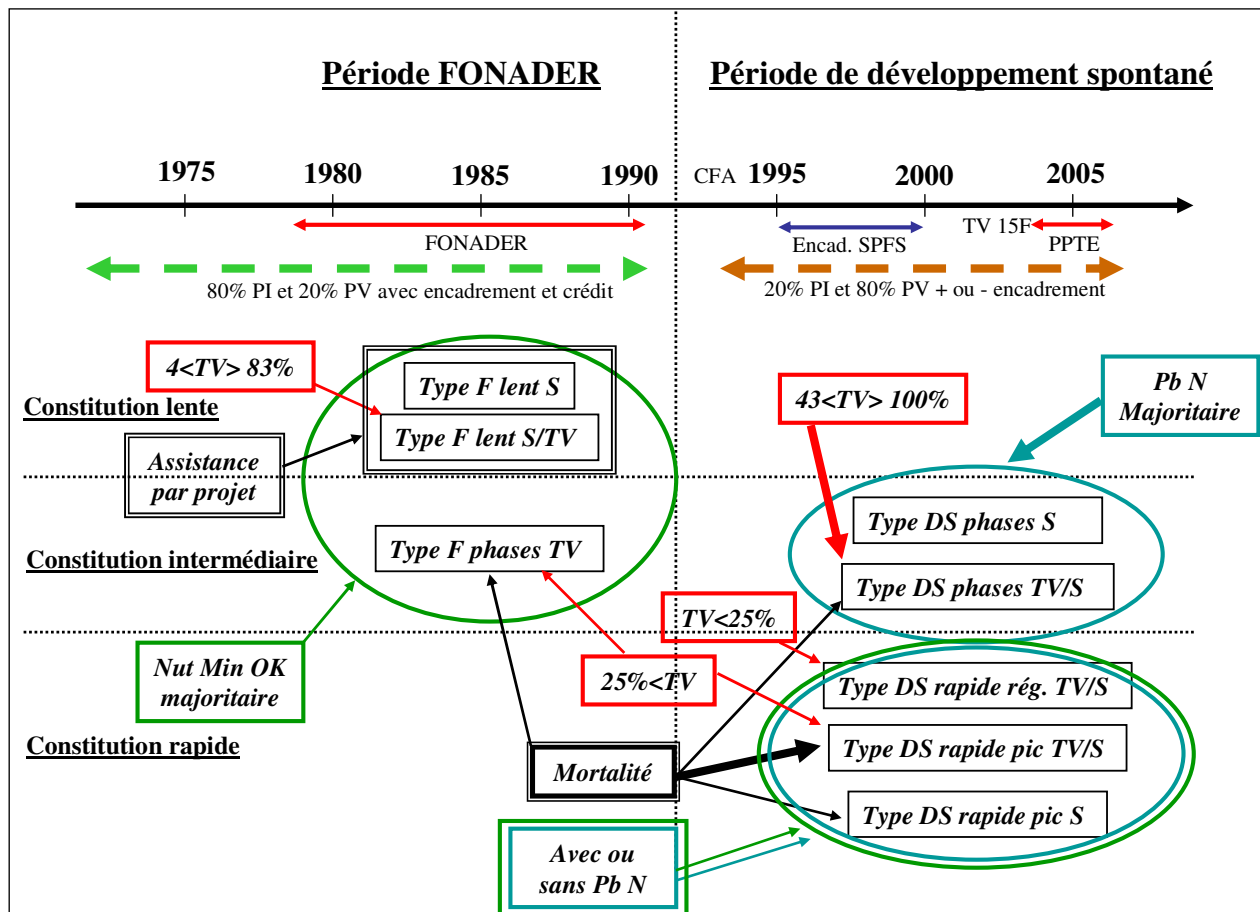 Période FONADER
Période de développement spontané
1975
1980
1985
1990
CFA
1995
2000
2005
FONADER
Encad. SPFS
TV 15F
PPTE
80% PI et 20% PV avec encadrement et crédit
20% PI et 80% PV + ou - encadrement
4<TV> 83%
Type F lent S
43<TV> 100%
Pb N
Majoritaire
Constitution lente
Type F lent S/TV
Assistance
par projet
Type DS phases S
Constitution intermédiaire
Type F phases TV
Type DS phases TV/S
TV<25%
Nut Min OK
majoritaire
25%<TV
Type DS rapide rég. TV/S
Constitution rapide
Type DS rapide pic TV/S
Mortalité
Type DS rapide pic S
Avec ou
sans Pb N